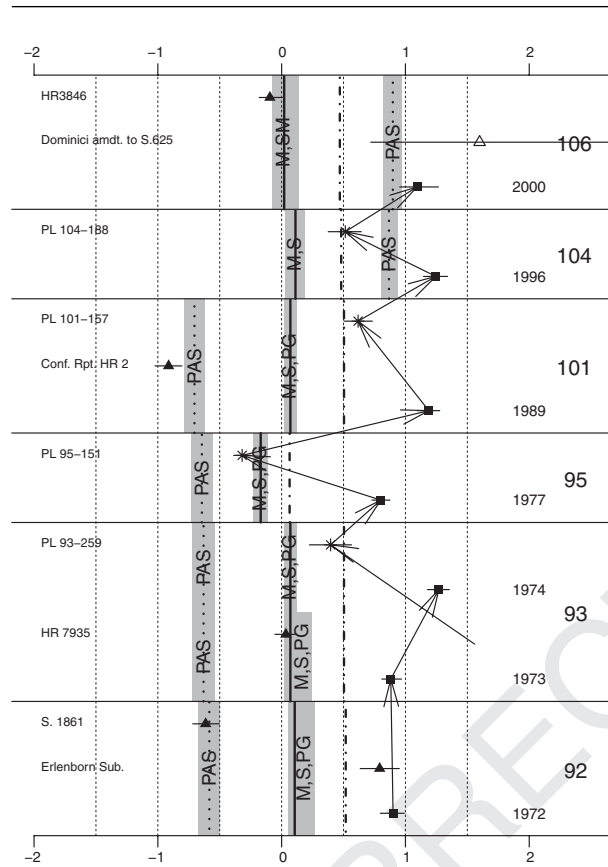 −2 −1 0 1 2
HR3846
M,SM
PAS
Dominici amdt. to S.625
106
2000
PL 104−188
M,S
PAS
104
1996
PL 101−157
PAS
M,S,PG
101
Conf. Rpt. HR 2
1989
PL 95−151
PAS
M,S,PG
95
1977
PL 93−259
PAS
M,S,PG
1974
93
HR 7935
PAS
M,S,PG
1973
S. 1861
PAS
M,S,PG
Erlenborn Sub.
92
1972
−2 −1 0 1 2